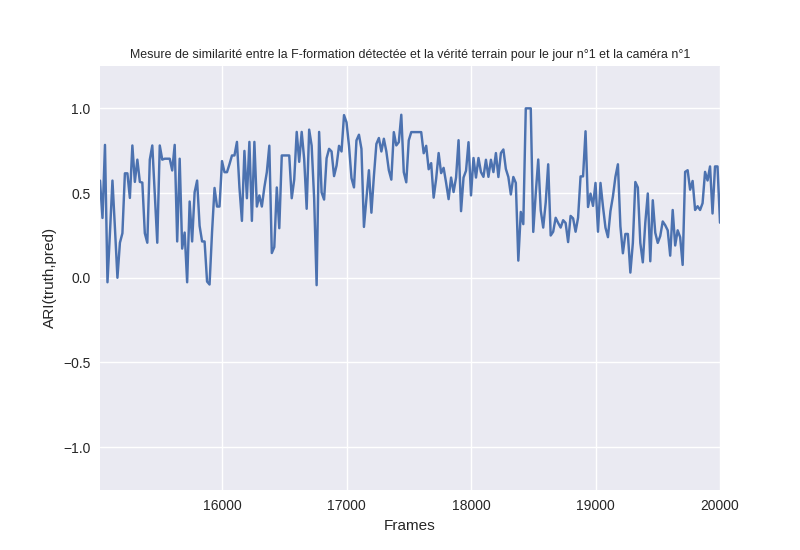 Mesure de similarité entre la F-formation détectée et la vérité terrain pour le jour n°1 et la caméra n°1
1.0
0.5
0.0
−0.5
−1.0
ARI(truth,pred)
16000 17000 18000 19000 20000
Frames